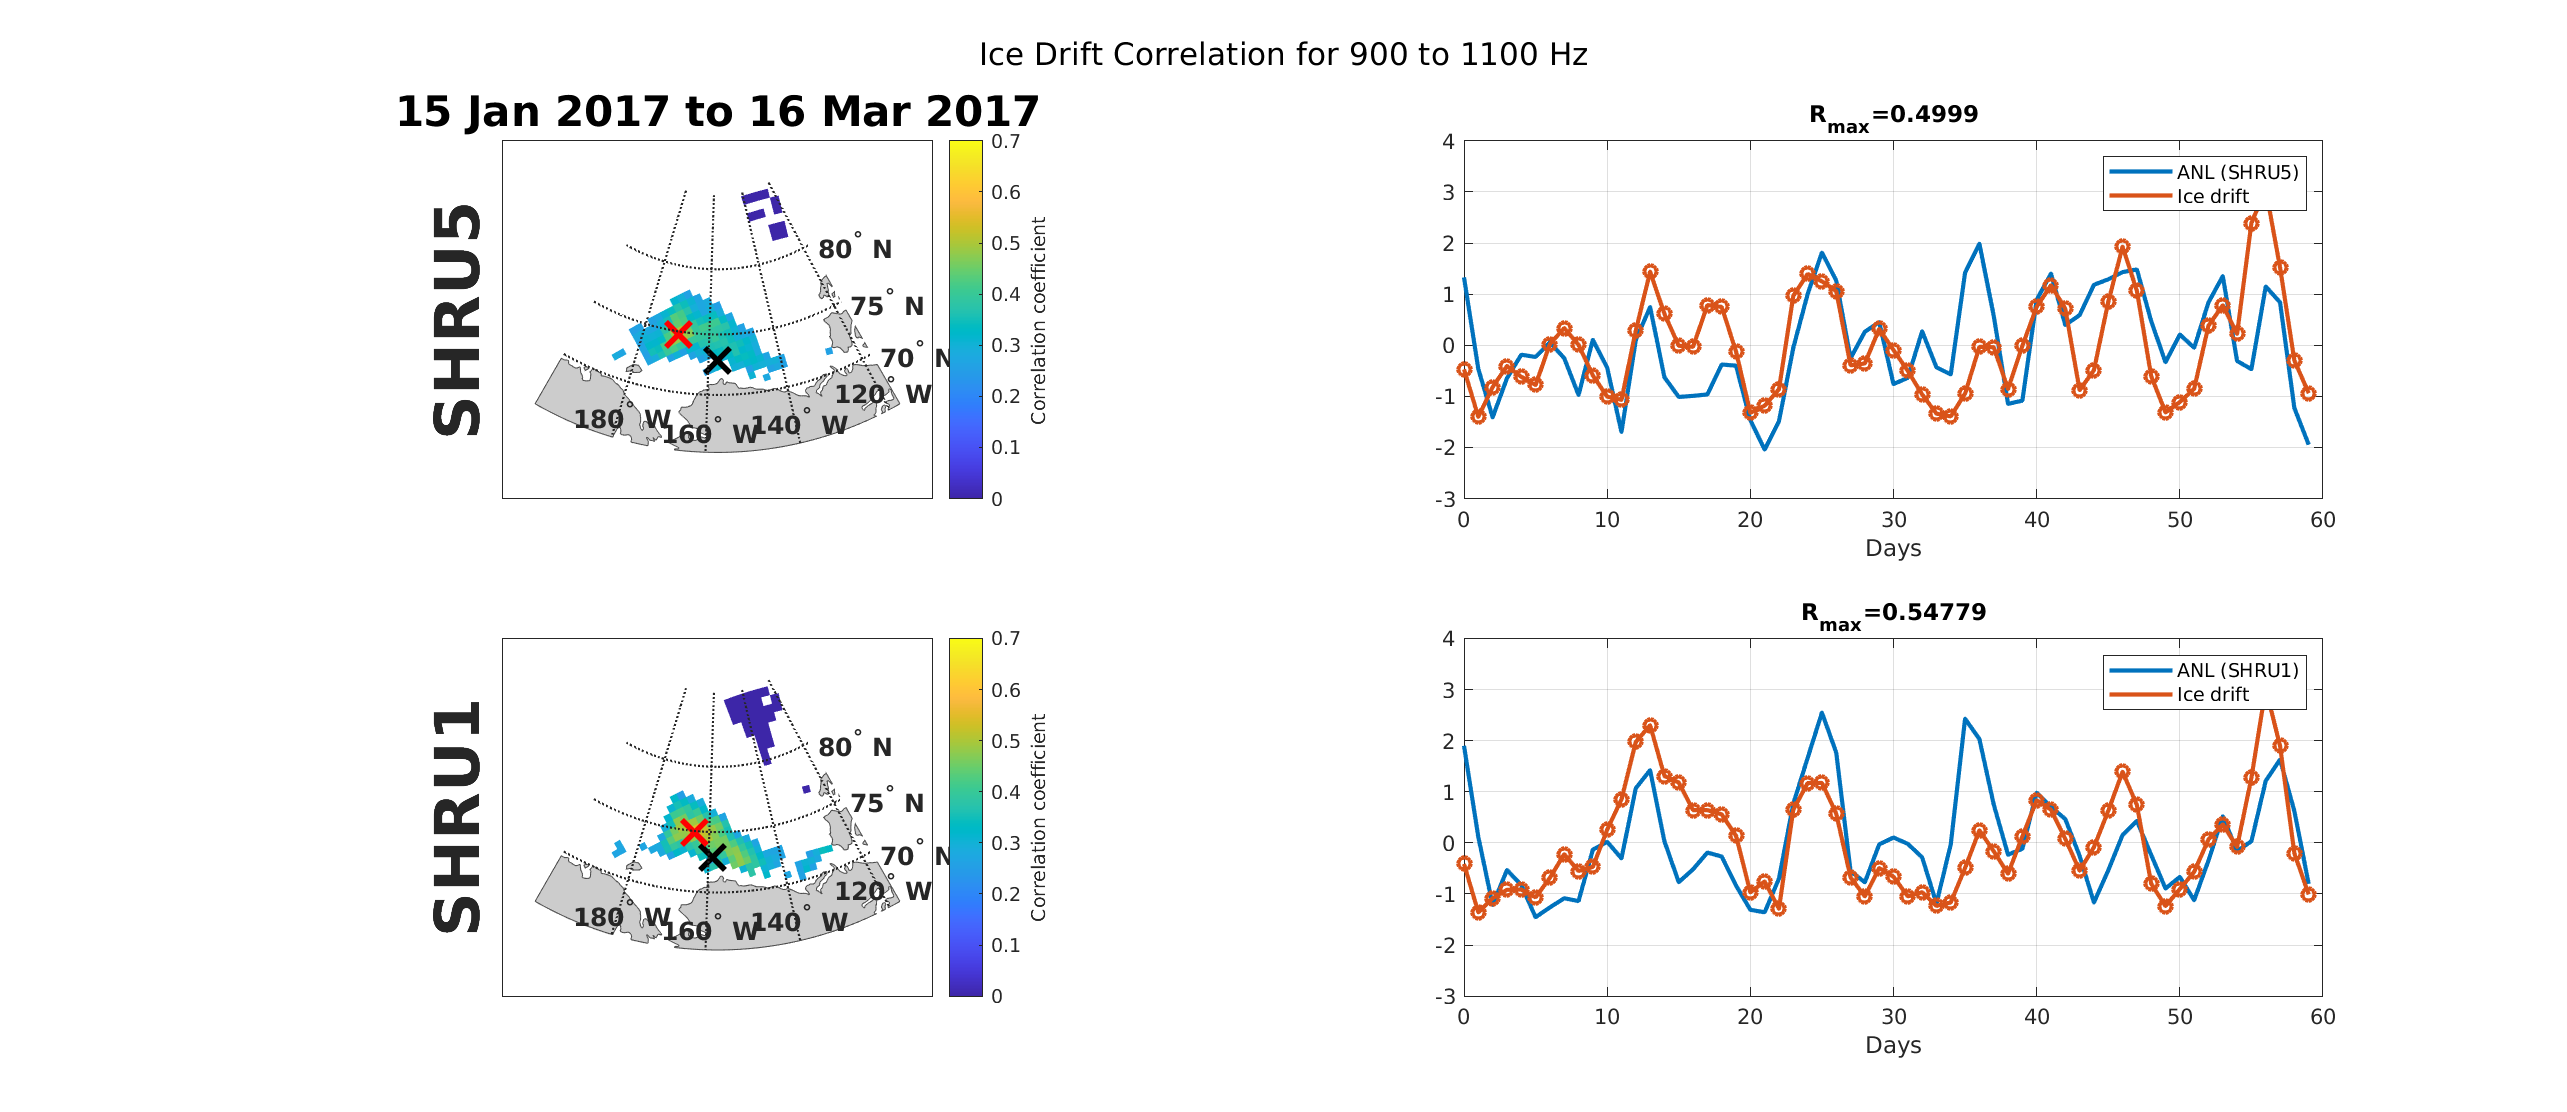 Ice Drift Correlation for 900 to 1100 Hz
15 Jan 2017 to 16 Mar 2017
SHRU5
80° N
75° N
70° N
120° W
180° W
160° W
140° W
0.7
0.6
0.5
0.4
0.3
0.2
0.1
0
Correlation coefficient
Rmax=0.4999
4
3
2
1
0
-1
-2
-3
ANL (SHRU5)
Ice drift
0 10 20 30 40 50 60
Days
SHRU1
80° N
75° N
70° N
120° W
180° W
160° W
140° W
0.7
0.6
0.5
0.4
0.3
0.2
0.1
0
Correlation coefficient
Rmax=0.54779
4
3
2
1
0
-1
-2
-3
ANL (SHRU1)
Ice drift
0 10 20 30 40 50 60
Days